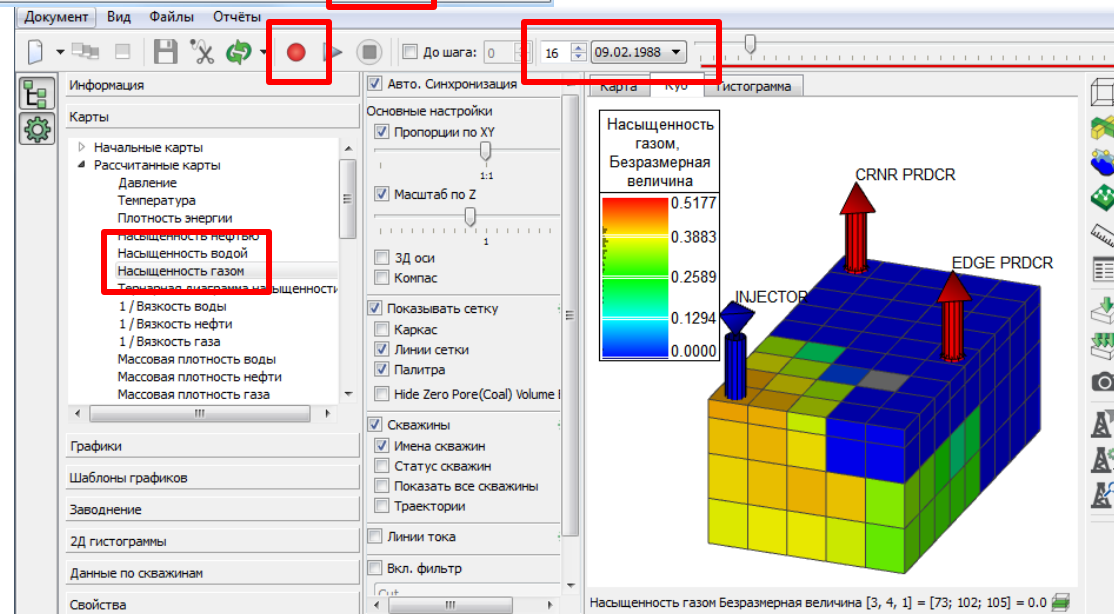 Документ Вид Файлы Отчёты
До шага: 0 16 09.02.1988
Информация
Карты
Начальные карты
Рассчитанные карты
Давление
Температура
Плотность энергии
Насыщенность нефтью
Насыщенность водой
Насыщенность газом
Тернарная диаграмма насыщенности
1 / Вязкость воды
1 / Вязкость нефти
1 / Вязкость газа
Массовая плотность воды
Массовая плотность нефти
Массовая плотность газа
Графики
Шаблоны графиков
Заводнение
2Д гистограммы
Данные по скважинам
Свойства
Авто. Синхронизация
Основные настройки
Пропорции по XY
1:1
Масштаб по Z
1
3Д оси
Компас
Показывать сетку
Каркас
Линии сетки
Палитра
Hide Zero Pore(Coal) Volume
Скважины
Имена скважин
Статус скважин
Показать все скважины
Траектории
Линии тока
Вкл. фильтр
Cut
Карта Куб Гистограмма
Насыщенность
газом,
Безразмерная
величина
0.5177
0.3883
0.2589
0.1294
0.0000
CRNR PRDCR
EDGE PRDCR
INJECTOR
Насыщенность газом Безразмерная величина [3, 4, 1] = [73; 102; 105] = 0.0